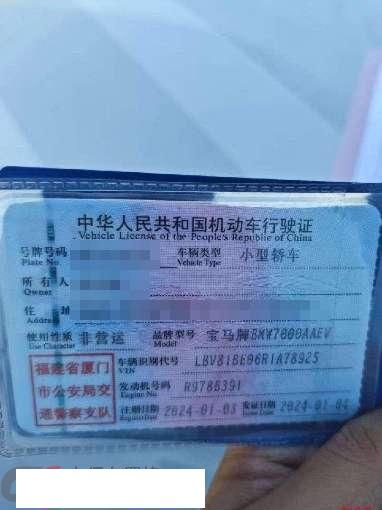 中华人民共和国机动车行驶证
Vehicle License of the People's Republic of China
号牌号码
Plate No.
车辆类型 小型轿车
Vehicle Type
所有人
Owner
住 址
Address
使用性质 非营运 品牌型号 宝马牌BMW7000AAEV
Use Character Model
福建省厦门
市公安局交
通警察支队
车辆识别代号 LBV81BE06R1A78925
VIN
发动机号码 R9788391
Engine No.
注册日期 2024-01-03 发证日期 2024-01-04
Register Date Issue Date